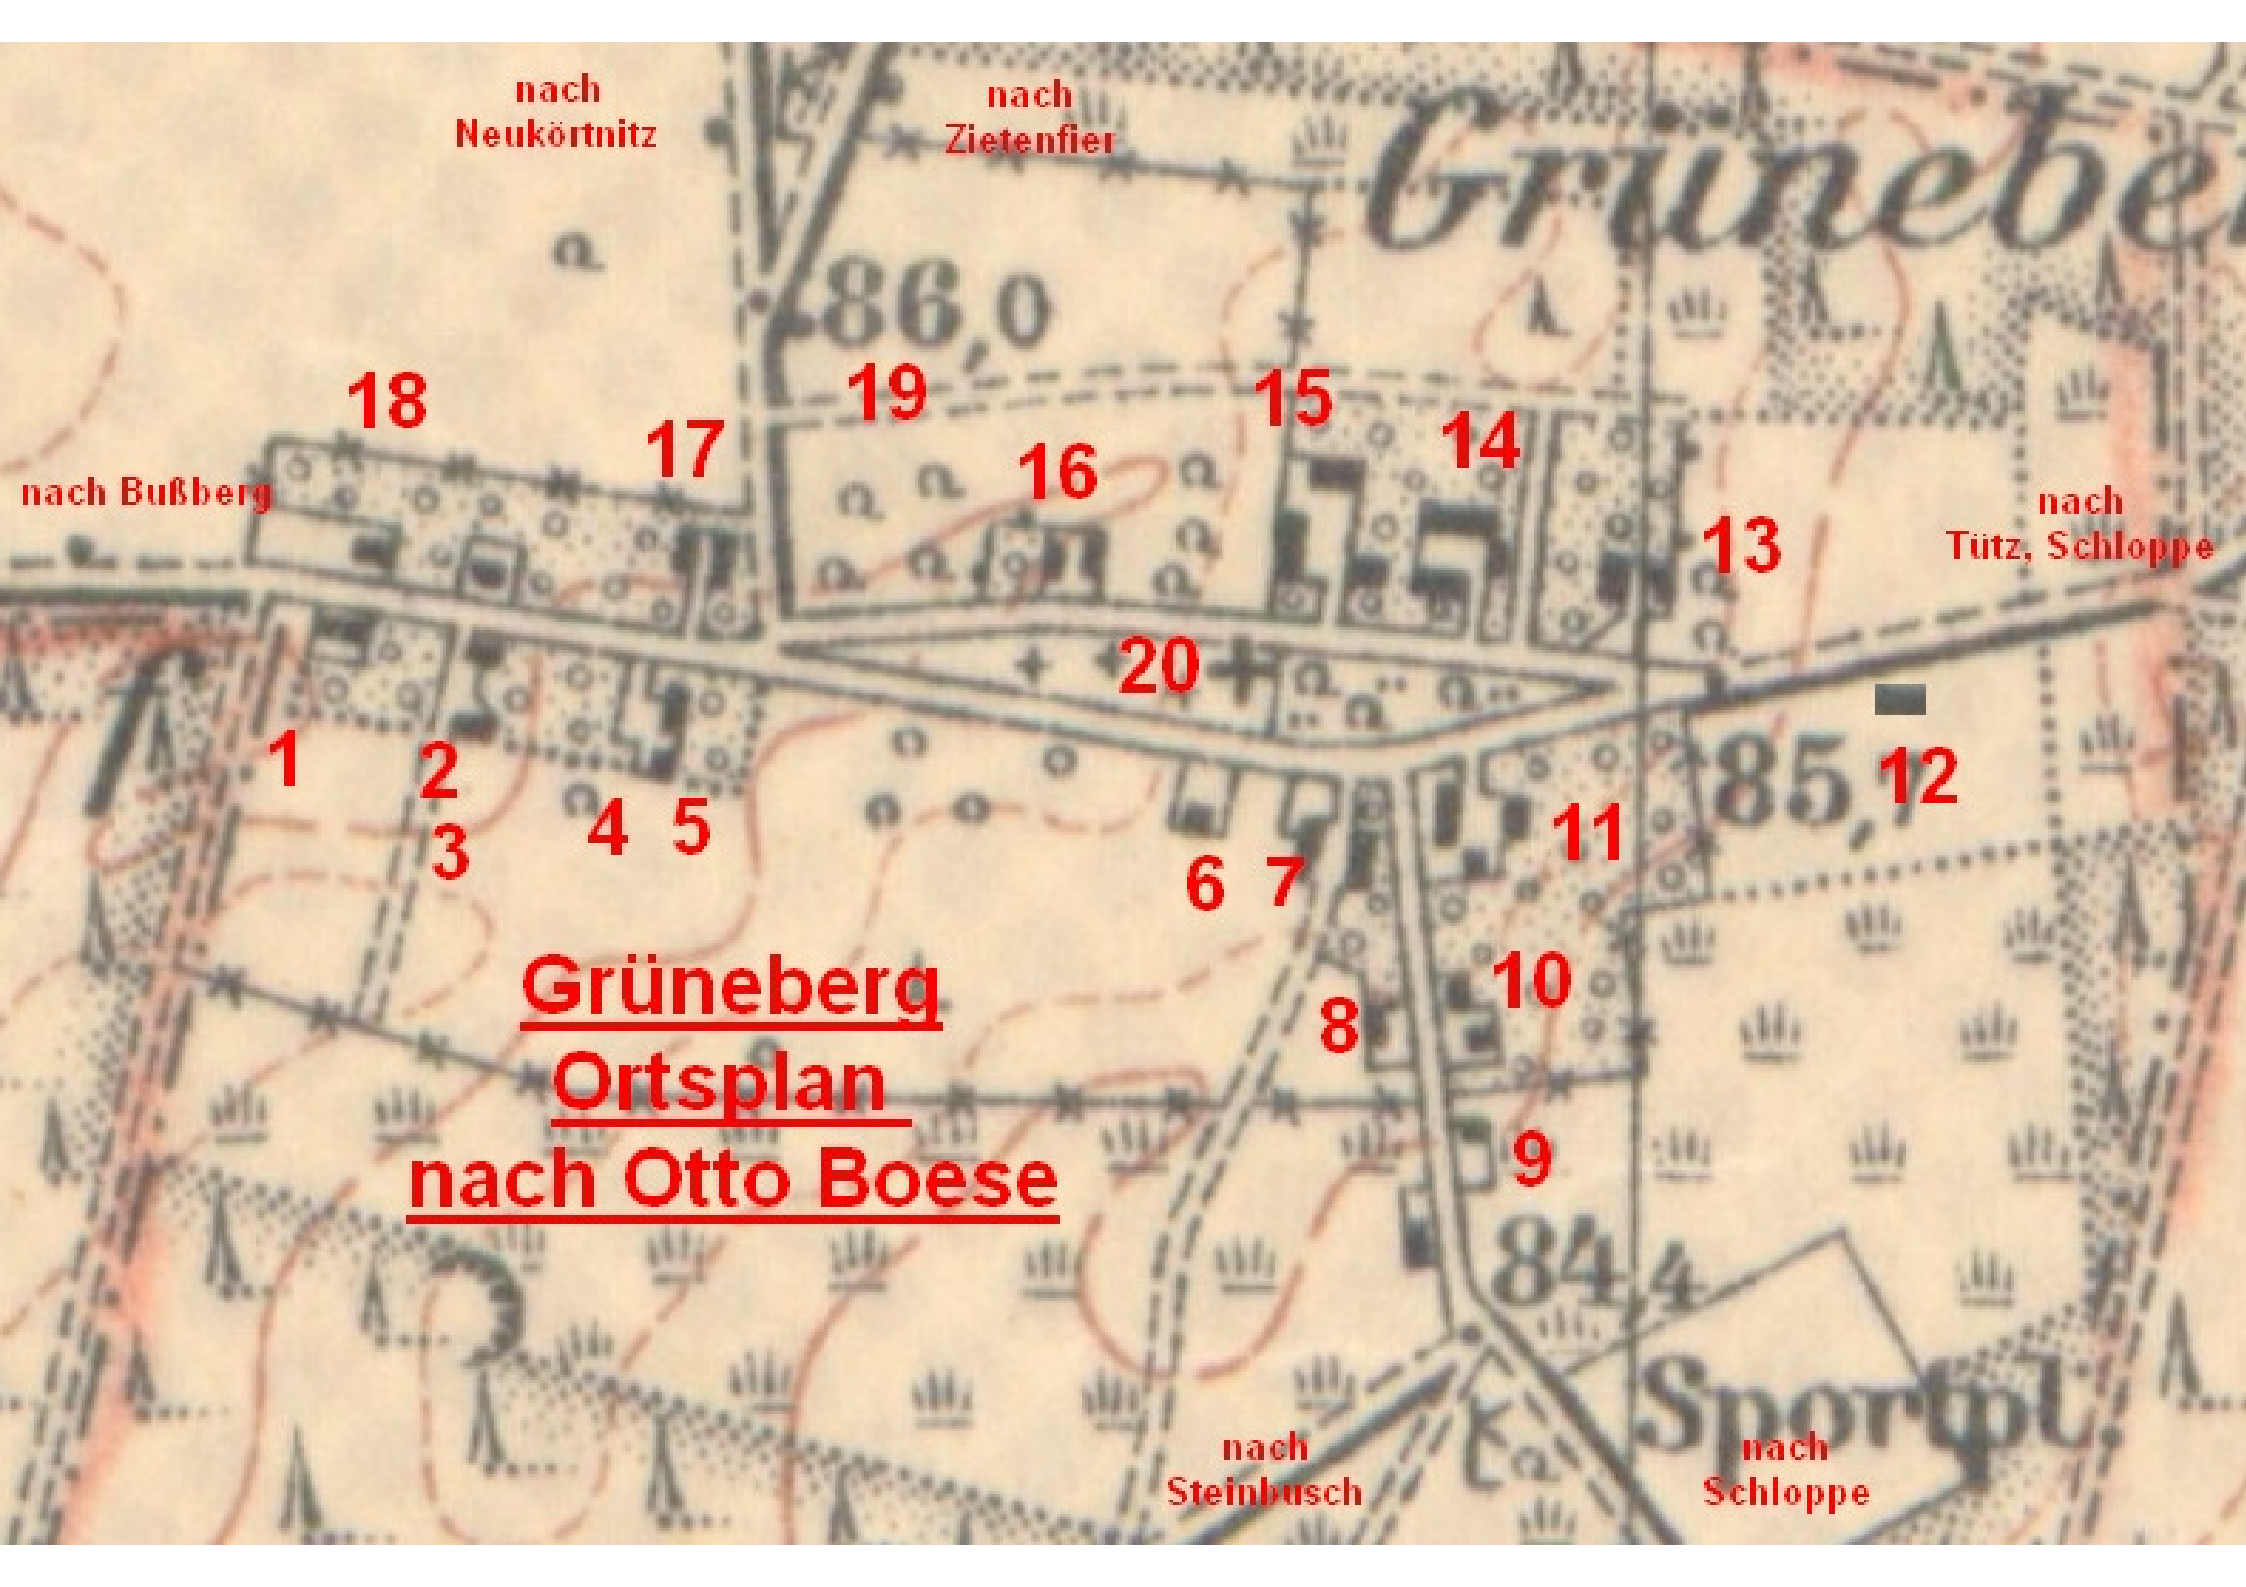 nach
Neukörtnitz
nach
Zietenfier
Grünebe
86,0
18
19
15
17
14
16
nach Bußberg
13
nach
Tütz, Schloppe
20
1
2
12
85,
3
4
5
11
6
7
Grüneberg
10
8
Ortsplan
nach Otto Boese
9
84,4
Sportpl
nach
Steinbusch
nach
Schloppe